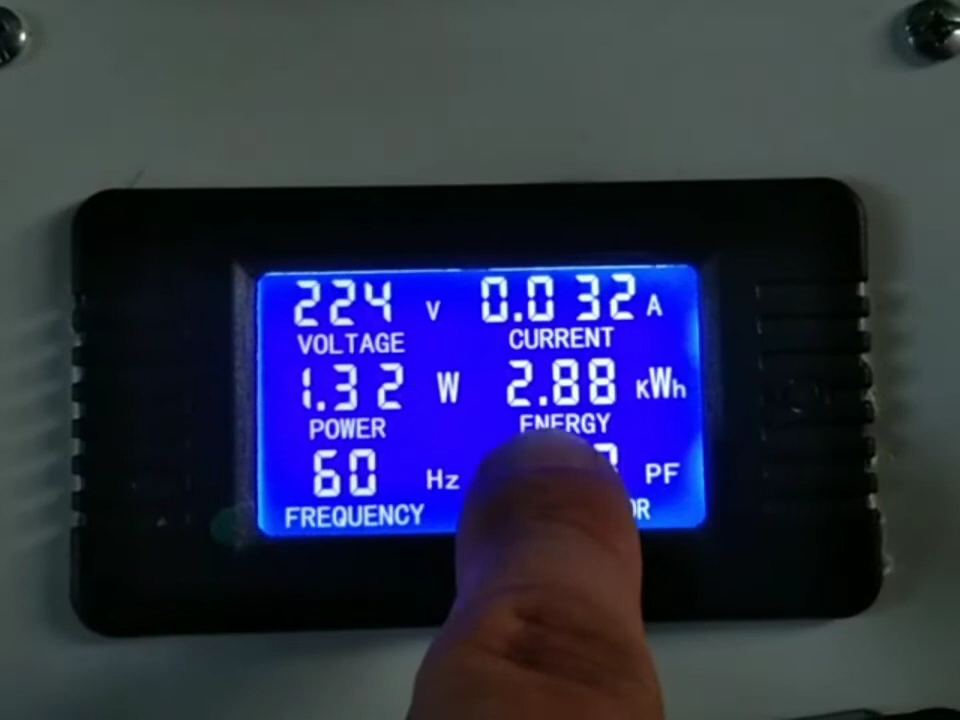 224 V 0.032 A
VOLTAGE CURRENT
1.32 W 2.88 KWh
POWER ENERGY
60 Hz PF
FREQUENCY